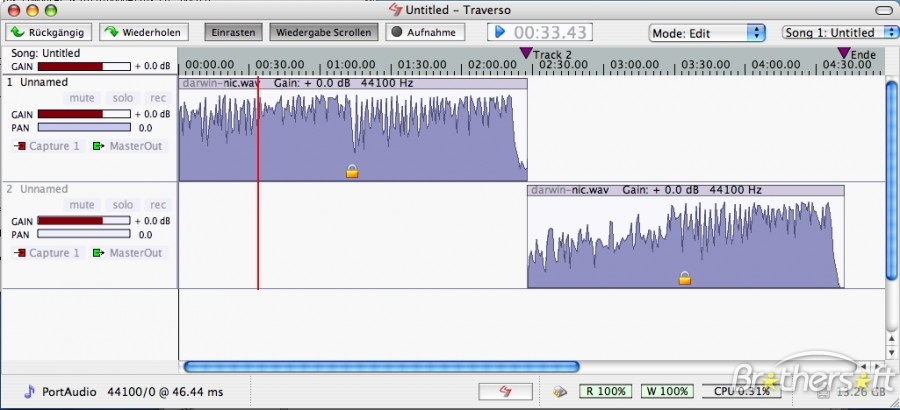 Untitled - Traverso
Rückgängig Wiederholen Einrasten Wiedergabe Scrollen Aufnahme 00:33.43 Mode: Edit Song 1: Untitled
Song: Untitled
GAIN + 0.0 dB
Track 2 Ende
00:00.00 00:30.00 01:00.00 01:30.00 02:00.00 02:30.00 03:00.00 03:30.00 04:00.00 04:30.00
1 Unnamed
mute solo rec
GAIN + 0.0 dB
PAN 0.0
Capture 1 MasterOut
darwin-nic.wav Gain: + 0.0 dB 44100 Hz
2 Unnamed
mute solo rec
GAIN + 0.0 dB
PAN 0.0
Capture 1 MasterOut
darwin-nic.wav Gain: + 0.0 dB 44100 Hz
PortAudio 44100/0 @ 46.44 ms R 100% W 100% CPU 0.31% 13.26 GB
Brothersoft